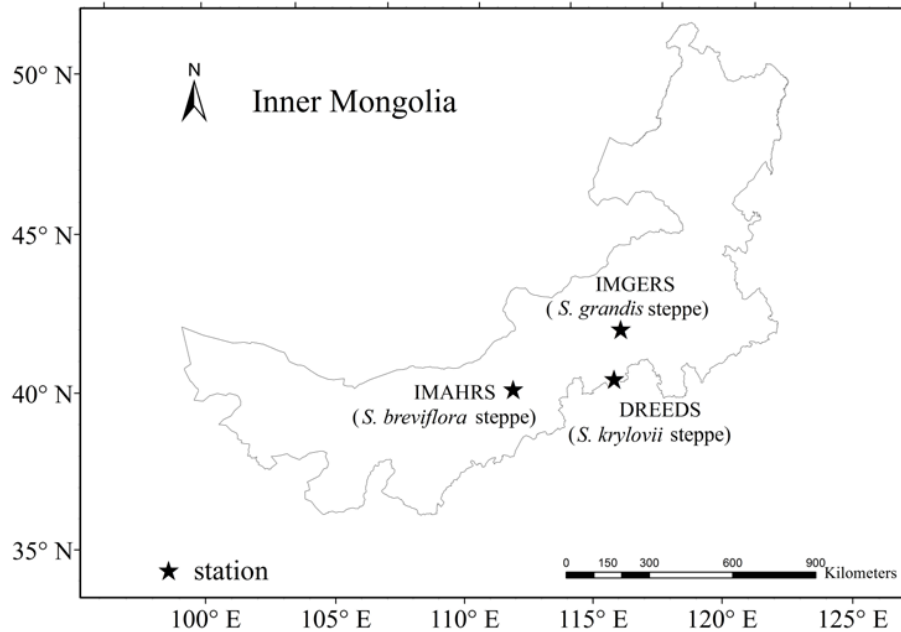 N
Inner Mongolia
50° N
45° N
40° N
35° N
IMGERS
( S. grandis steppe)
IMAHRS
( S. breviflora steppe)
DREEDS
(S. krylovii steppe)
station
0 150 300 600 900
Kilometers
100° E 105° E 110° E 115° E 120° E 125° E